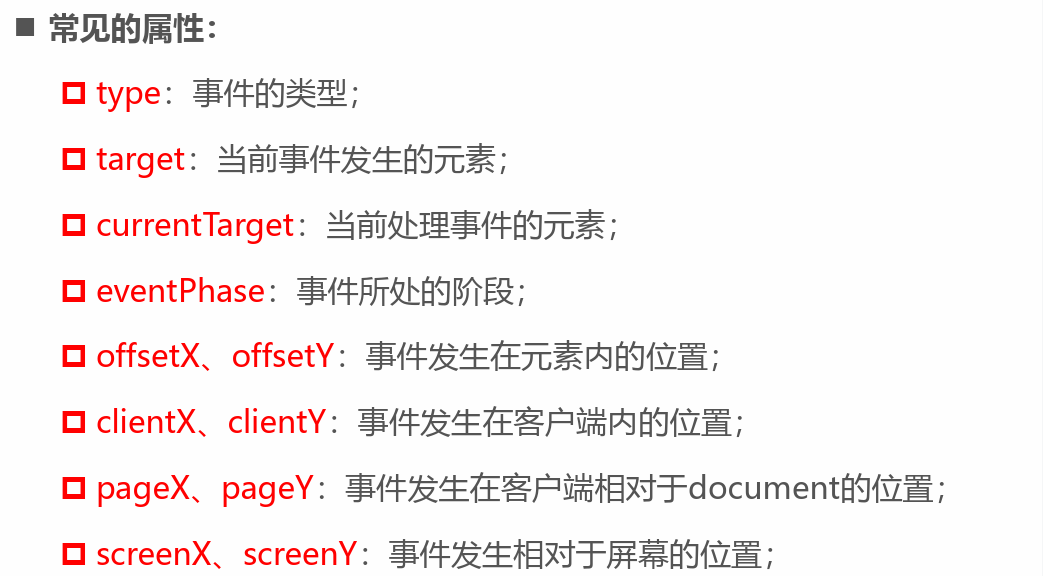 常见的属性：
type：事件的类型；
target：当前事件发生的元素；
currentTarget：当前处理事件的元素；
eventPhase：事件所处的阶段；
offsetX、offsetY：事件发生在元素内的位置；
clientX、clientY：事件发生在客户端内的位置；
pageX、pageY：事件发生在客户端相对于document的位置；
screenX、screenY：事件发生相对于屏幕的位置；